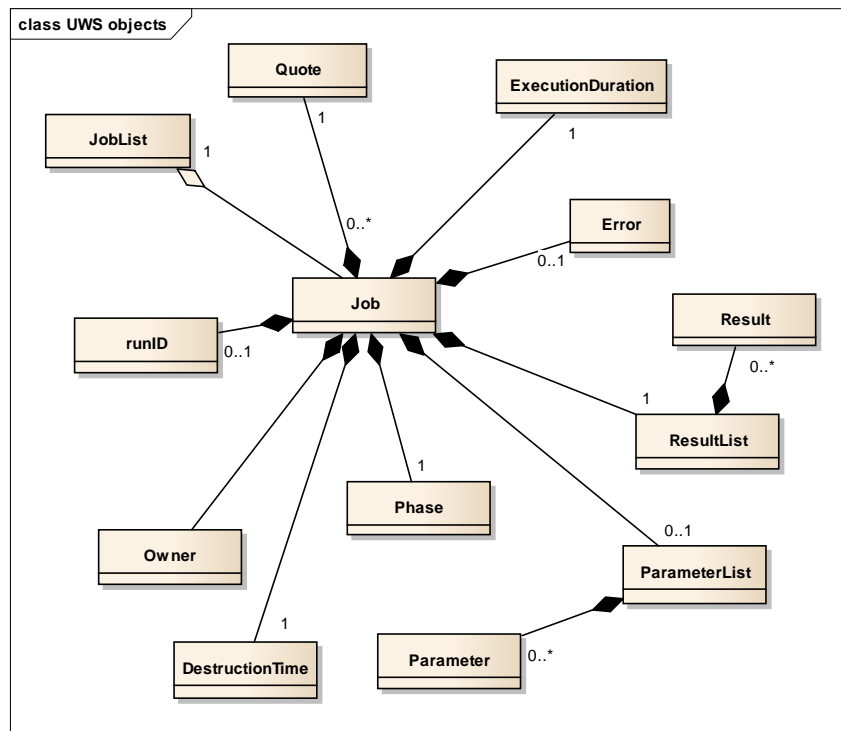 class UWS objects
Quote
ExecutionDuration
JobList
1
1
1
0..*
Error
0..1
Job
runID
0..1
Result
0..*
1
ResultList
Phase
1
Owner
0..1
ParameterList
1
DestructionTime
Parameter
0..*